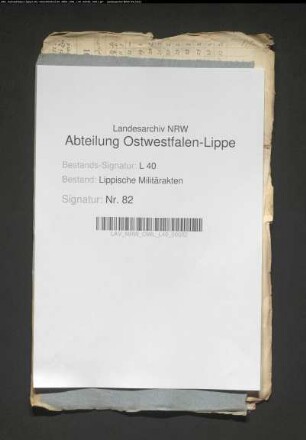 Landesarchiv NRW
Abteilung Ostwestfalen-Lippe
Bestands-Signatur: L 40
Bestand: Lippische Militärakten
Signatur: Nr. 82